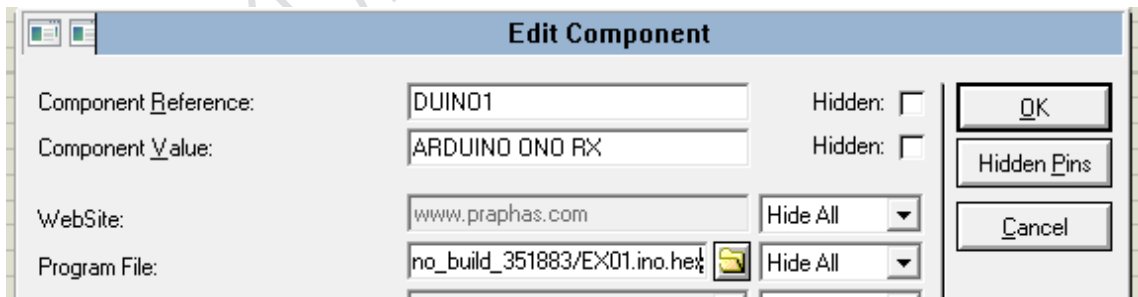 Edit Component
Component Reference: DUINO1 Hidden: OK
Component Value: ARDUINO ONO RX Hidden: Hidden Pins
WebSite: www.praphas.com Hide All Cancel
Program File: no_build_351883/EX01.ino.hex Hide All